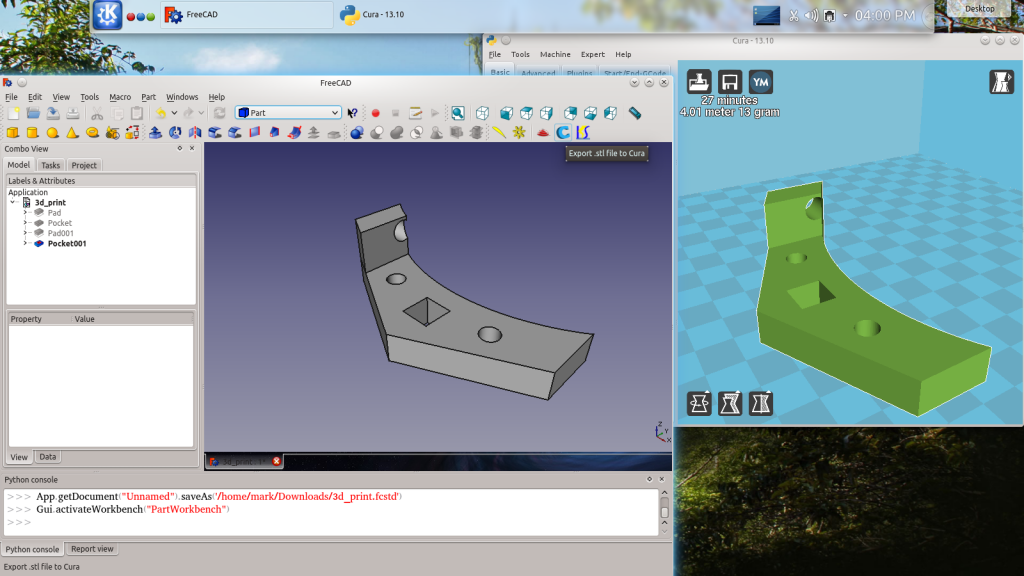 FreeCAD
Cura - 13.10
04:00 PM
Desktop
Cura - 13.10
File Tools Machine Expert Help
Basic Advanced Plugins Start/End-GCode
FreeCAD
File Edit View Tools Macro Part Windows Help
Part
YM
27 minutes
4.01 meter 13 gram
Export .stl file to Cura
Combo View
Model Tasks Project
Labels & Attributes
Application
3d_print
Pad
Pocket
Pad001
Pocket001
Property Value
View Data
Z
Y
X
Python console
>>> App.getDocument("Unnamed").saveAs('/home/mark/Downloads/3d_print.fcstd')
>>> Gui.activateWorkbench("PartWorkbench")
>>>
Python console Report view
Export .stl file to Cura